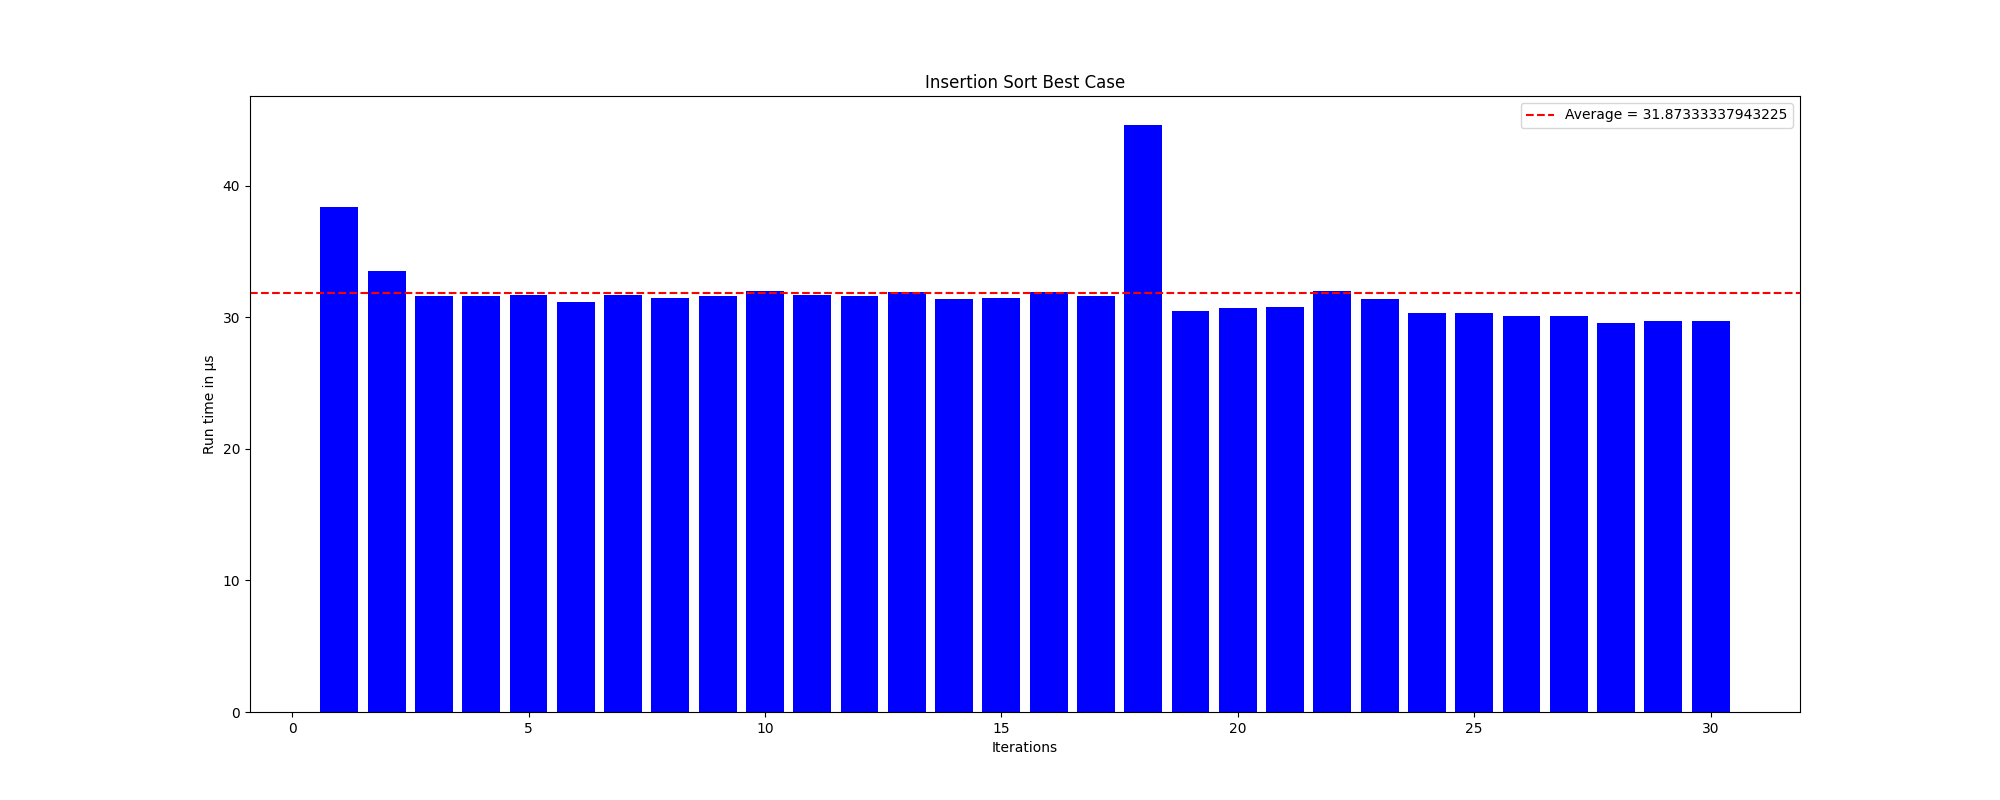 Insertion Sort Best Case
Average = 31.87333337943225
40
30
20
10
0
Run time in µs
0 5 10 15 20 25 30
Iterations